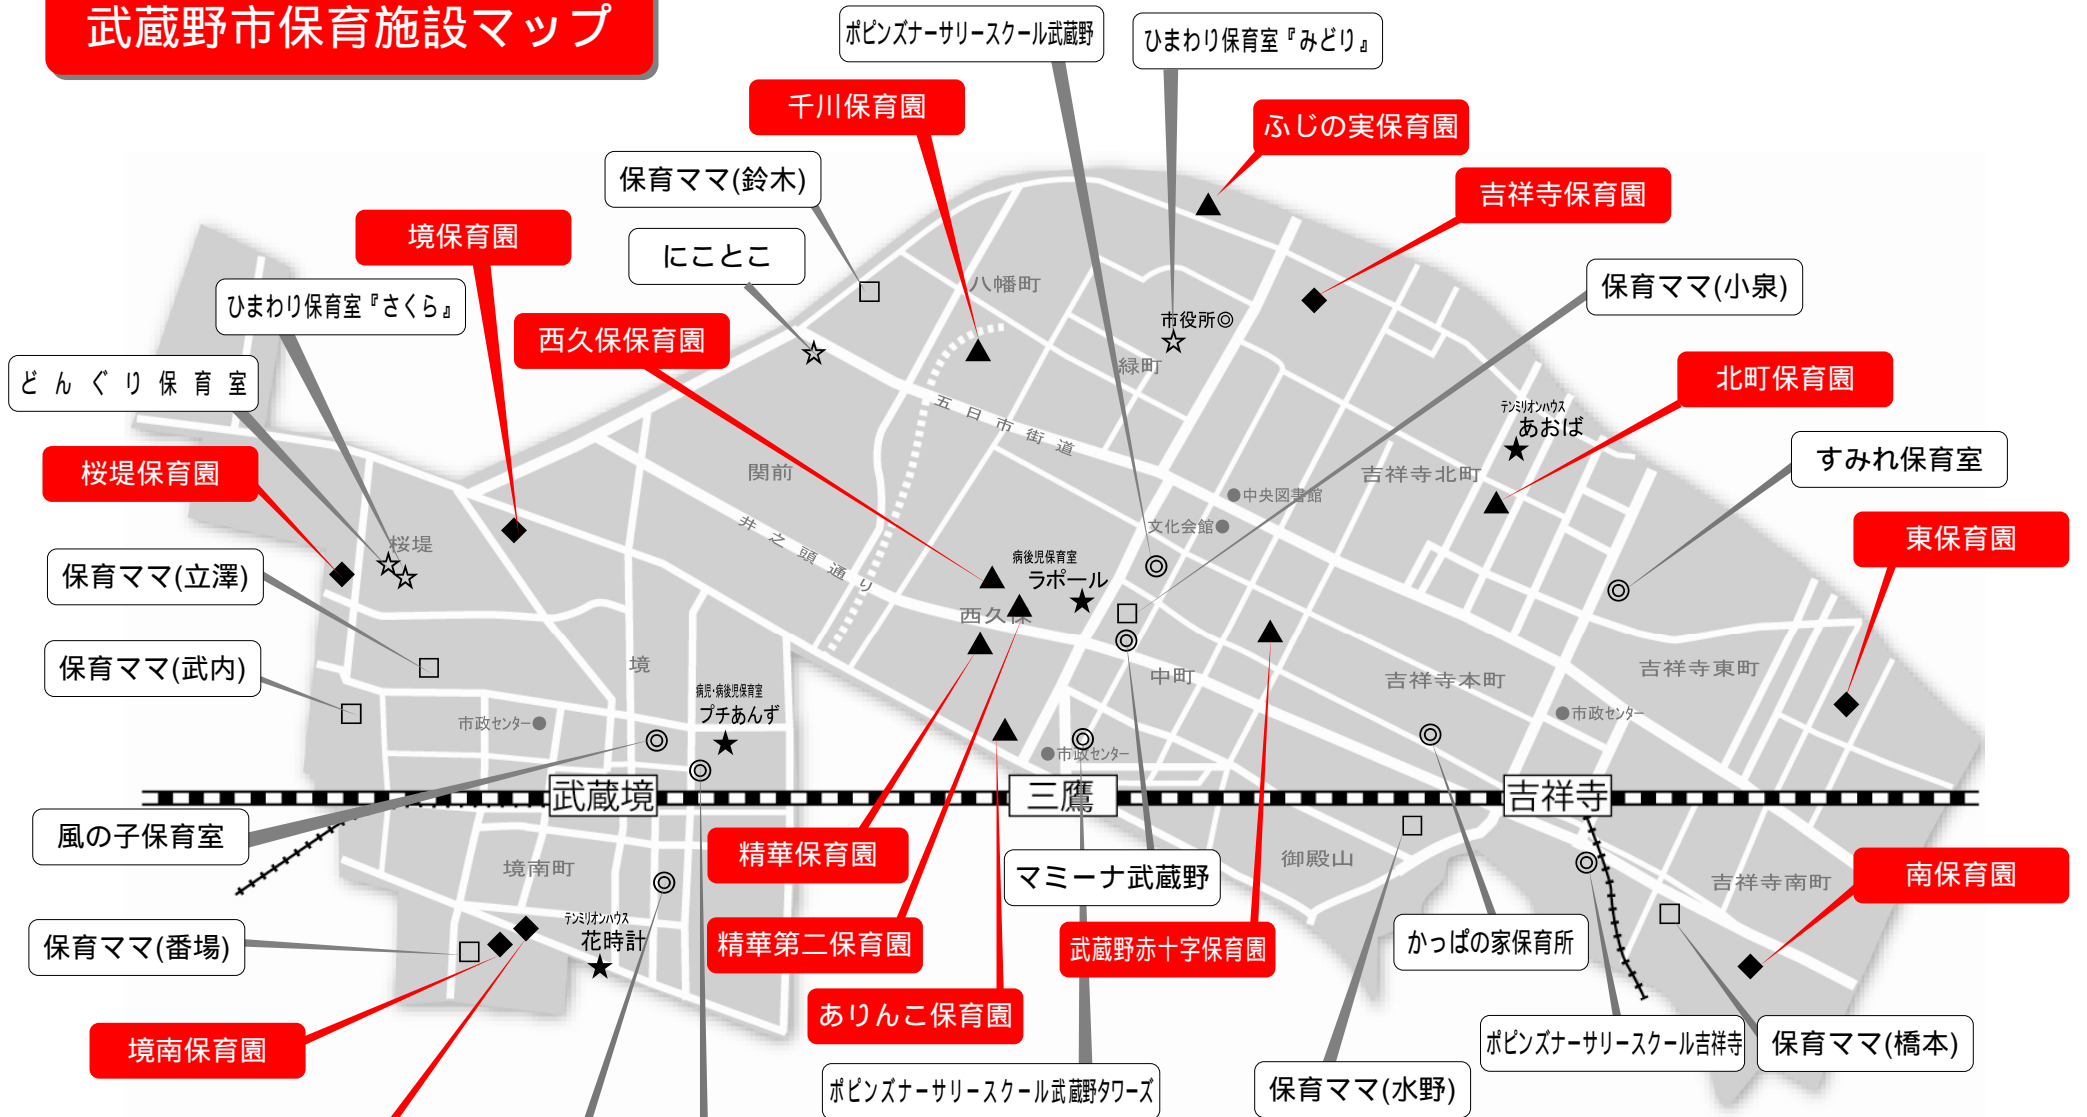 武蔵野市保育施設マップ
ポピンズナーサリースクール武蔵野
ひまわり保育室『みどり』
千川保育園
ふじの実保育園
保育ママ(鈴木)
吉祥寺保育園
境保育園
にことこ
八幡町
保育ママ(小泉)
ひまわり保育室『さくら』
西久保保育園
市役所◎
緑町
どんぐり保育室
北町保育園
五日市街道
テンミリオンハウス
あおば
桜堤保育園
関前
吉祥寺北町
すみれ保育室
●中央図書館
井之頭通り
文化会館●
桜堤
東保育園
保育ママ(立澤)
病後児保育室
ラポール
西久保
保育ママ(武内)
境
中町
吉祥寺本町
吉祥寺東町
病児・病後児保育室
プチあんず
市政センター●
●市政センター
●市政センター
武蔵境
三鷹
吉祥寺
風の子保育室
精華保育園
マミーナ武蔵野
御殿山
境南町
吉祥寺南町
南保育園
テンミリオンハウス
花時計
保育ママ(番場)
精華第二保育園
武蔵野赤十字保育園
かっぱの家保育所
ありんこ保育園
境南保育園
ポピンズナーサリースクール吉祥寺
保育ママ(橋本)
ポピンズナーサリースクール武蔵野タワーズ
保育ママ(水野)